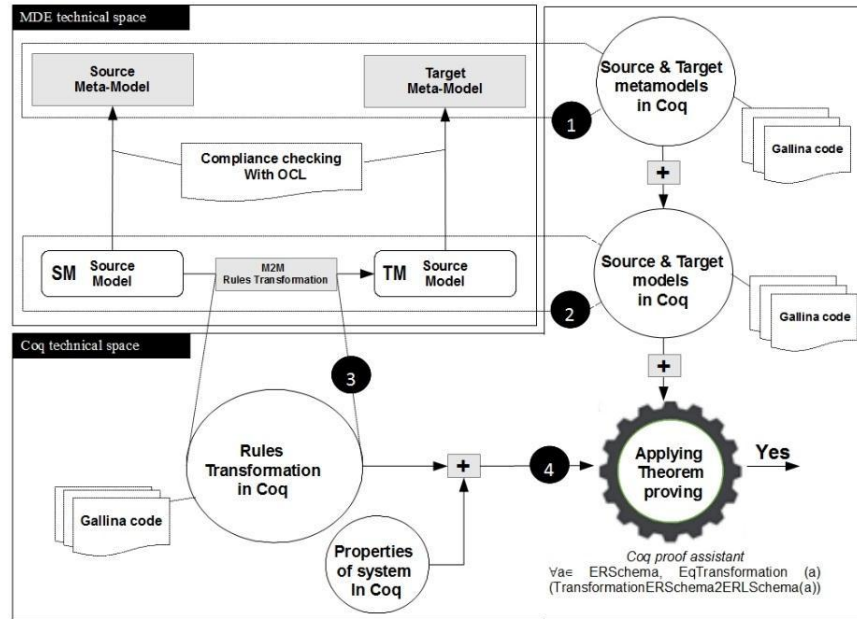 MDE technical space
Source
Meta-Model
Target
Meta-Model
Source & Target
metamodels
in Coq
1
Gallina code
Compliance checking
With OCL
+
SM
Source
Model
M2M
Rules Transformation
TM
Source
Model
Source & Target
models
in Coq
2
Gallina code
Coq technical space
3
+
Rules
Transformation
in Coq
+
4
Applying
Theorem
proving
Yes
Gallina code
Properties
of system
In Coq
Coq proof assistant
∀a∈ ERSchema, EqTransformation (a)
(TransformationERSchema2ERLSchema(a))